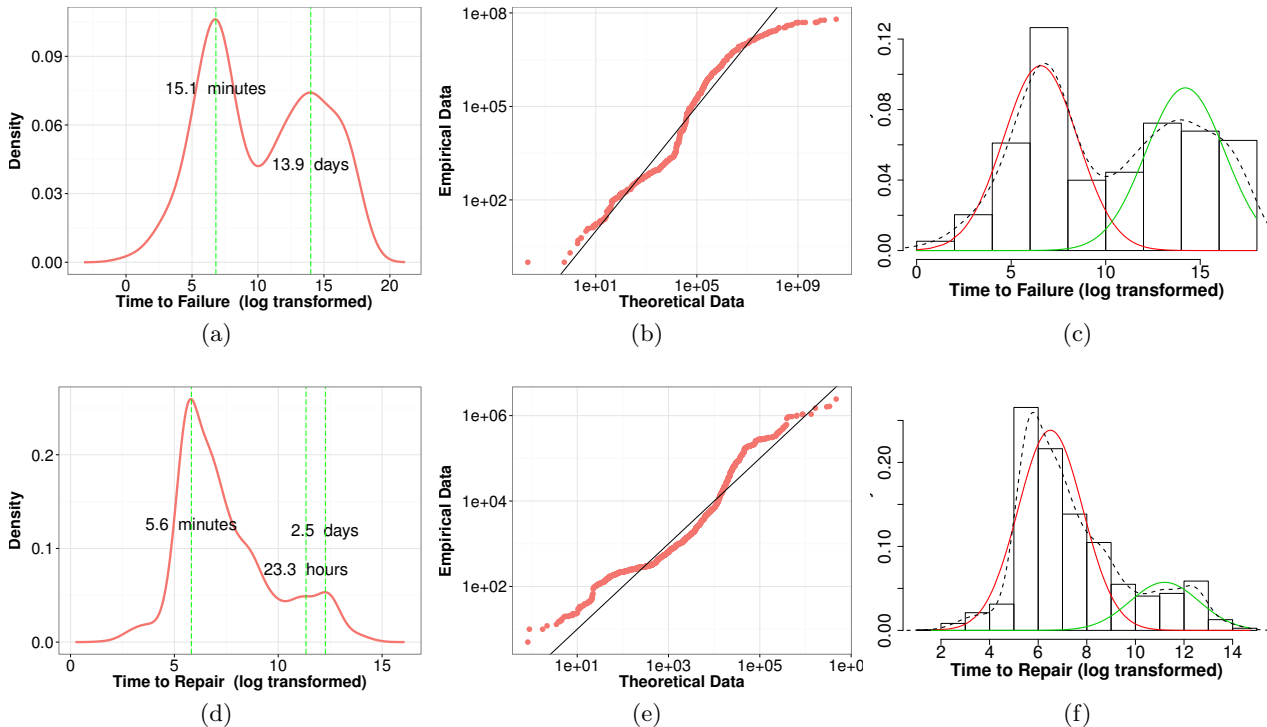 Density
0.09
0.06
0.03
0.00
15.1 minutes
13.9 days
0
5
10
15
20
Time to Failure (log transformed)
(a)
Empirical Data
1e+08
1e+05
1e+02
1e+01
1e+05
1e+09
Theoretical Data
(b)
0.12
0.08
0.04
0.00
0
5
10
15
Time to Failure (log transformed)
(c)
Density
0.2
0.1
0.0
5.6 minutes
2.5 days
23.3 hours
0
5
10
15
Time to Repair (log transformed)
(d)
Empirical Data
1e+06
1e+04
1e+02
1e+01
1e+03
1e+05
1e+0
Theoretical Data
(e)
0.20
0.10
0.00
2
4
6
8
10
12
14
Time to Repair (log transformed)
(f)